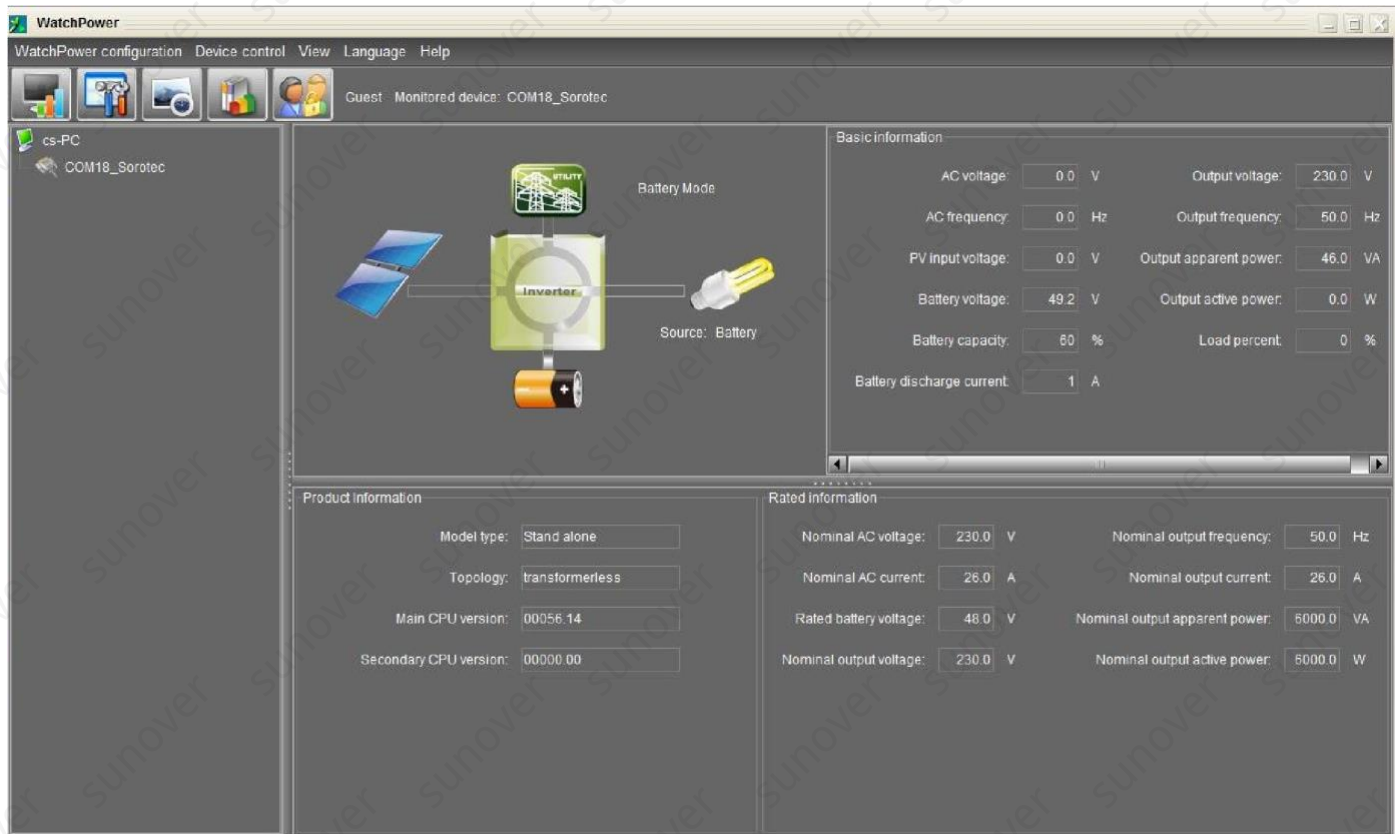 WatchPower
WatchPower configuration Device control View Language Help
Guest Monitored device: COM18_Sorotec
cs-PC
COM18_Sorotec
UTILITY
Battery Mode
Inverter
Source: Battery
Basic information
AC voltage: 0.0 V Output voltage: 230.0 V
AC frequency: 0.0 Hz Output frequency: 50.0 Hz
PV input voltage: 0.0 V Output apparent power: 46.0 VA
Battery voltage: 49.2 V Output active power: 0.0 W
Battery capacity: 60 % Load percent: 0 %
Battery discharge current: 1 A
Product Information
Model type: Stand alone
Topology: transformerless
Main CPU version: 00056.14
Secondary CPU version: 00000.00
Rated information
Nominal AC voltage: 230.0 V Nominal output frequency: 50.0 Hz
Nominal AC current: 26.0 A Nominal output current: 26.0 A
Rated battery voltage: 48.0 V Nominal output apparent power: 6000.0 VA
Nominal output voltage: 230.0 V Nominal output active power: 6000.0 W
sunover